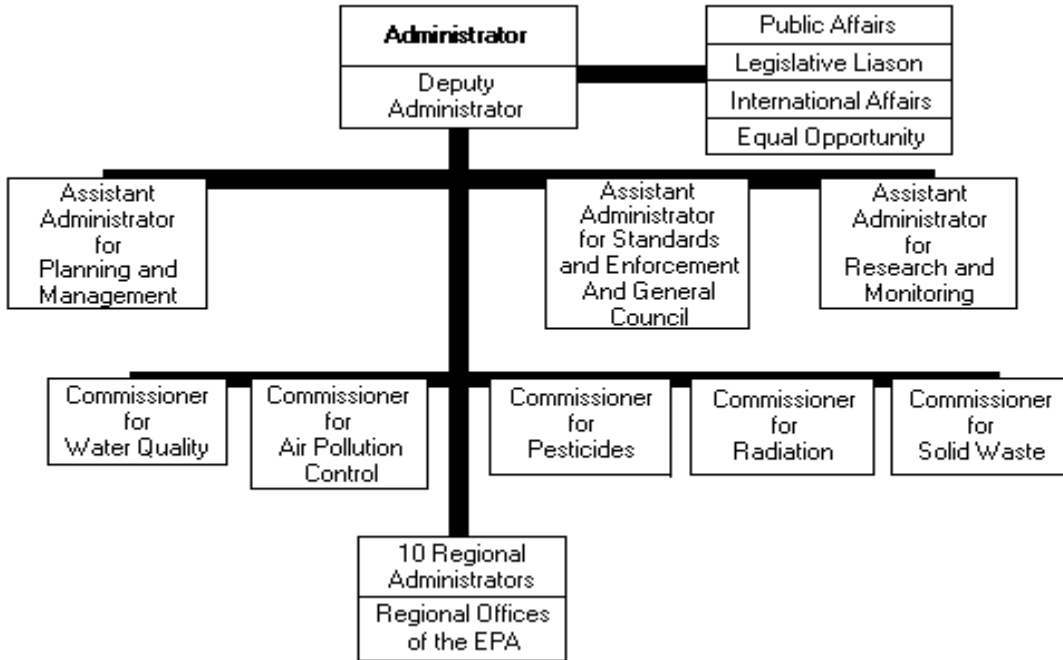 Administrator
Deputy
Administrator
Public Affairs
Legislative Liason
International Affairs
Equal Opportunity
Assistant
Administrator
for
Planning and
Management
Assistant
Administrator
for Standards
and Enforcement
And General
Council
Assistant
Administrator
for
Research and
Monitoring
Commissioner
for
Water Quality
Commissioner
for
Air Pollution
Control
Commissioner
for
Pesticides
Commissioner
for
Radiation
Commissioner
for
Solid Waste
10 Regional
Administrators
Regional Offices
of the EPA